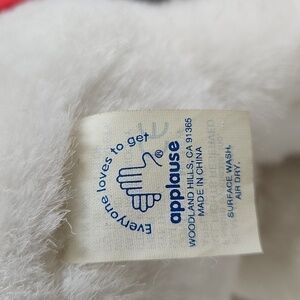 Everyone loves to get
applause®
WOODLAND HILLS, CA 91365
MADE IN CHINA
SURFACE WASH.
AIR DRY.